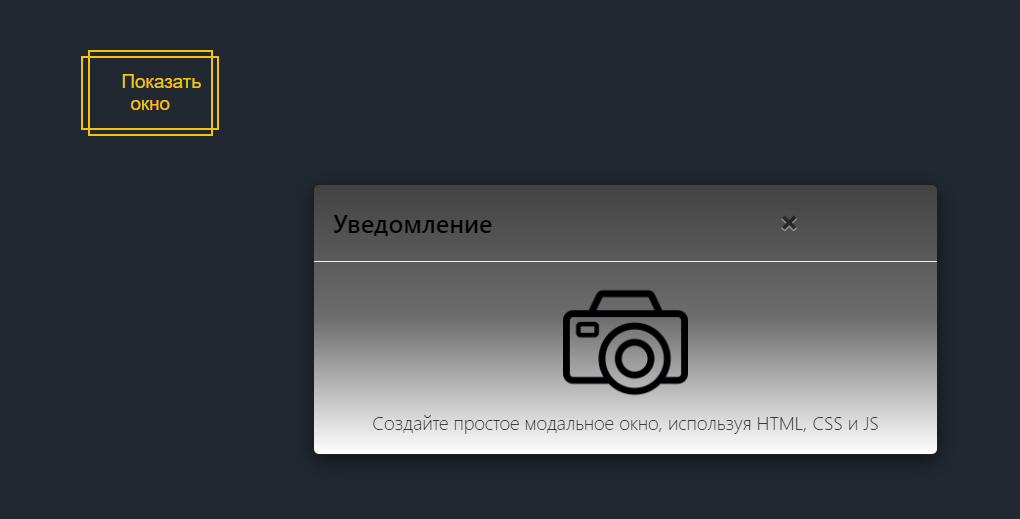 Показать
окно
Уведомление
✖
Создайте простое модальное окно, используя HTML, CSS и JS